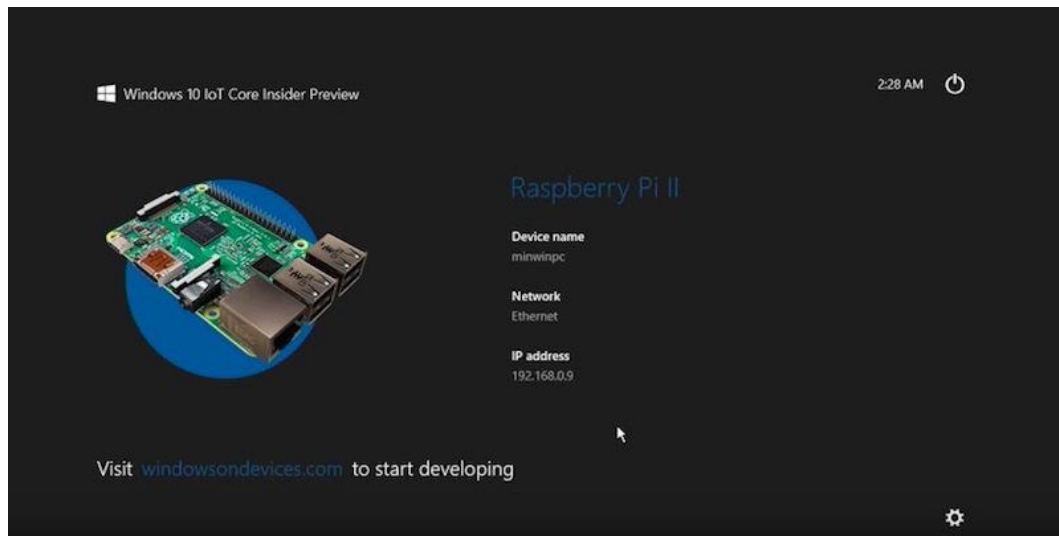 Windows 10 IoT Core Insider Preview
2:28 AM
Raspberry Pi II
Device name
minwinpc
Network
Ethernet
IP address
192.168.0.9
Visit windowsondevices.com to start developing